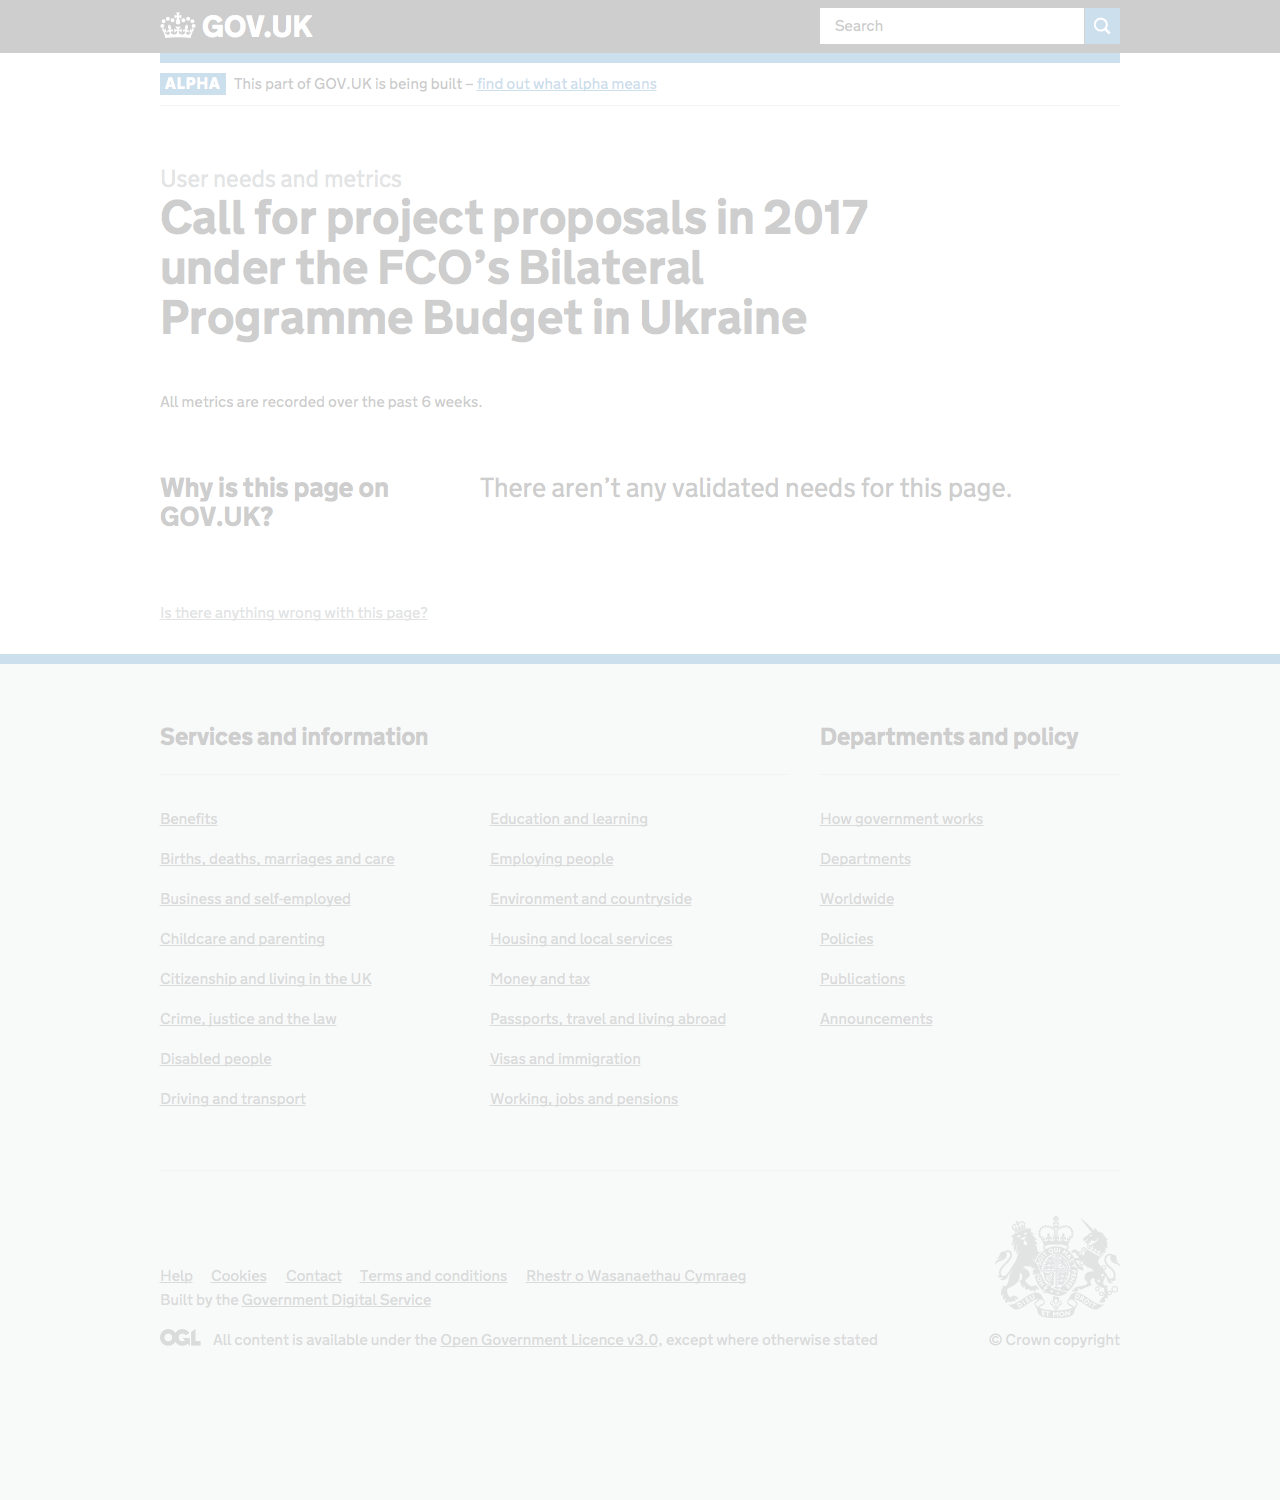 GOV.UK
Search
ALPHA This part of GOV.UK is being built – find out what alpha means
User needs and metrics
Call for project proposals in 2017
under the FCO’s Bilateral
Programme Budget in Ukraine
All metrics are recorded over the past 6 weeks.
Why is this page on
GOV.UK?
There aren’t any validated needs for this page.
Is there anything wrong with this page?
Services and information
Benefits
Births, deaths, marriages and care
Business and self-employed
Childcare and parenting
Citizenship and living in the UK
Crime, justice and the law
Disabled people
Driving and transport
Education and learning
Employing people
Environment and countryside
Housing and local services
Money and tax
Passports, travel and living abroad
Visas and immigration
Working, jobs and pensions
Departments and policy
How government works
Departments
Worldwide
Policies
Publications
Announcements
Help Cookies Contact Terms and conditions Rhestr o Wasanaethau Cymraeg
Built by the Government Digital Service
OGL All content is available under the Open Government Licence v3.0, except where otherwise stated
© Crown copyright